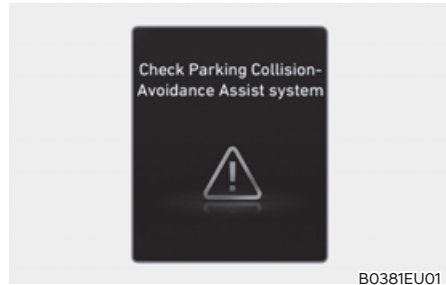 Check Parking Collision-
Avoidance Assist system
B0381EU01